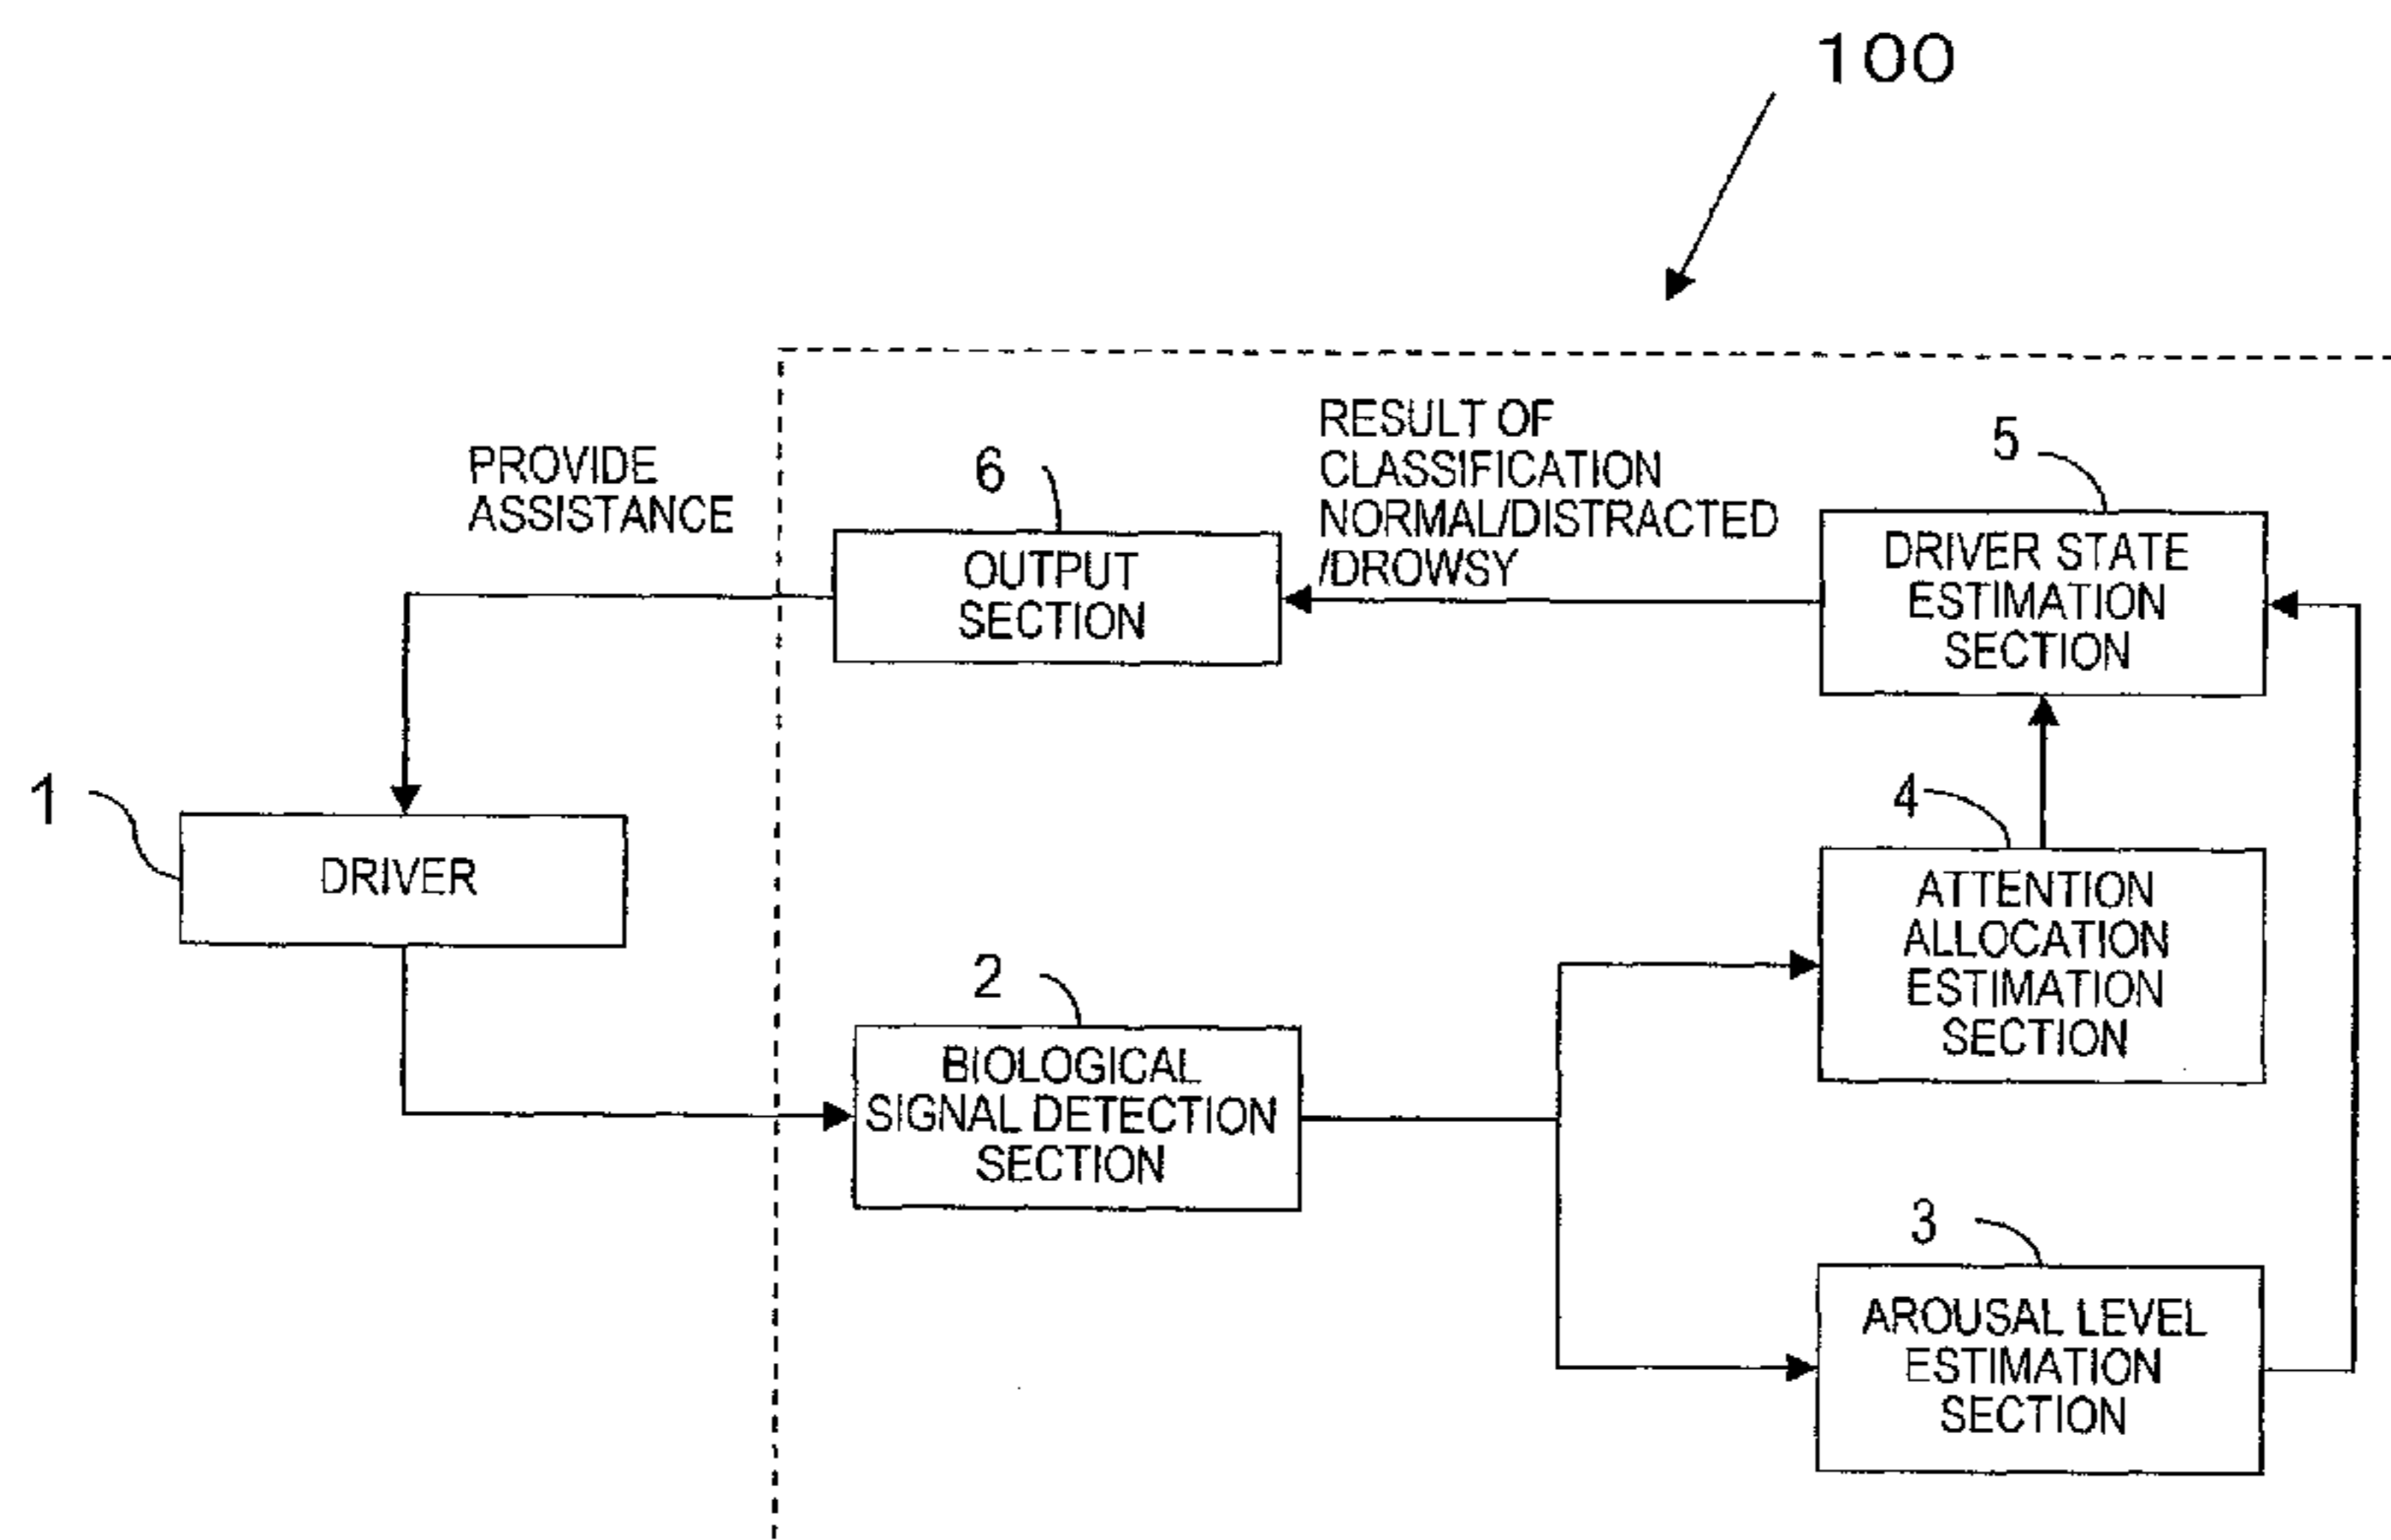 100
PROVIDE
ASSISTANCE
6
OUTPUT
SECTION
RESULT OF
CLASSIFICATION
NORMAL/DISTRACTED
/DROWSY
5
DRIVER STATE
ESTIMATION
SECTION
1
DRIVER
2
BIOLOGICAL
SIGNAL DETECTION
SECTION
4
ATTENTION
ALLOCATION
ESTIMATION
SECTION
3
AROUSAL LEVEL
ESTIMATION
SECTION